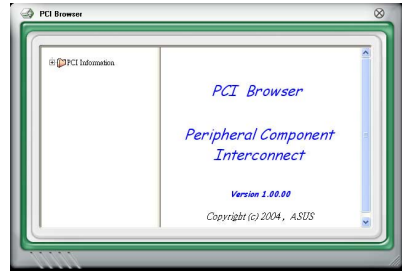 PCI Browser
PCI Information
PCI Browser
Peripheral Component
Interconnect
Version 1.00.00
Copyright (c) 2004 , ASUS